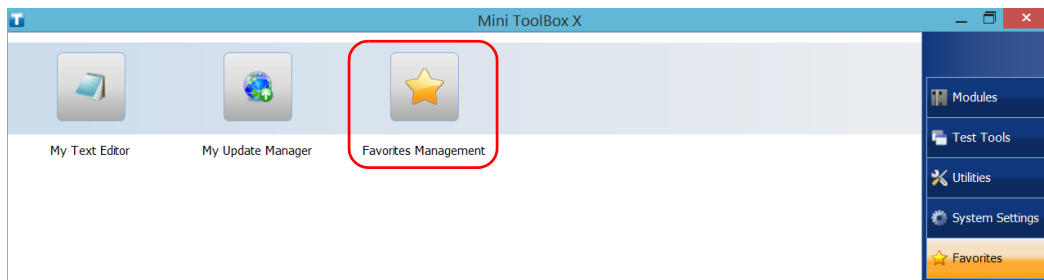 Mini ToolBox X
My Text Editor
My Update Manager
Favorites Management
Modules
Test Tools
Utilities
System Settings
Favorites